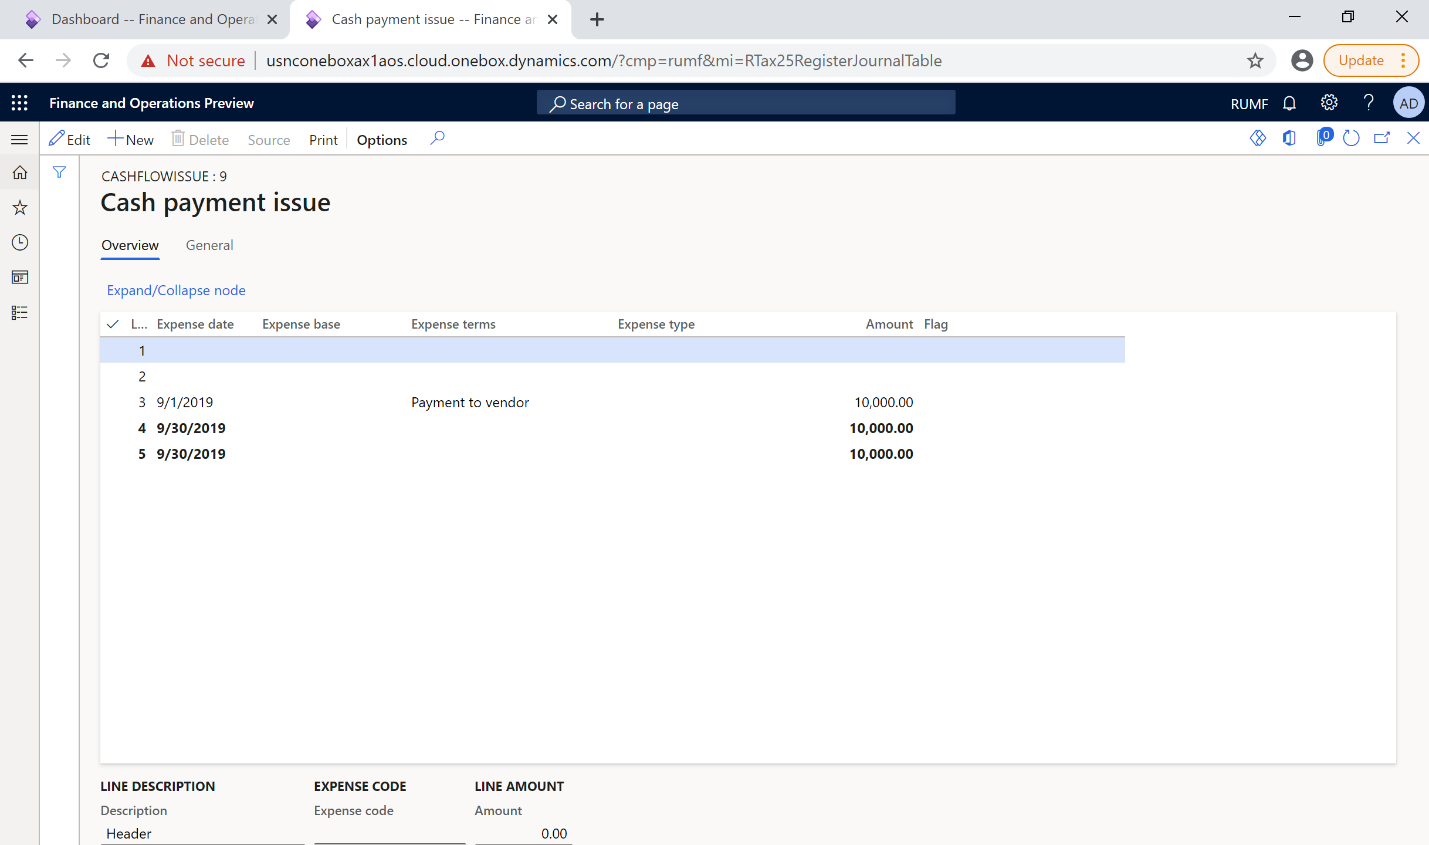 Dashboard -- Finance and Opera
Cash payment issue -- Finance ar
Not secure
usnconeboxax1aos.cloud.onebox.dynamics.com/?cmp=rumf&mi=RTax25RegisterJournalTable
Update
Finance and Operations Preview
Search for a page
RUMF
?
AD
Edit
New
Delete
Source
Print
Options
0
CASHFLOWISSUE : 9
Cash payment issue
Overview General
Expand/Collapse node
L... Expense date Expense base Expense terms Expense type Amount Flag
1
2
3 9/1/2019 Payment to vendor 10,000.00
4 9/30/2019 10,000.00
5 9/30/2019 10,000.00
LINE DESCRIPTION EXPENSE CODE LINE AMOUNT
Description Expense code Amount
Header 0.00